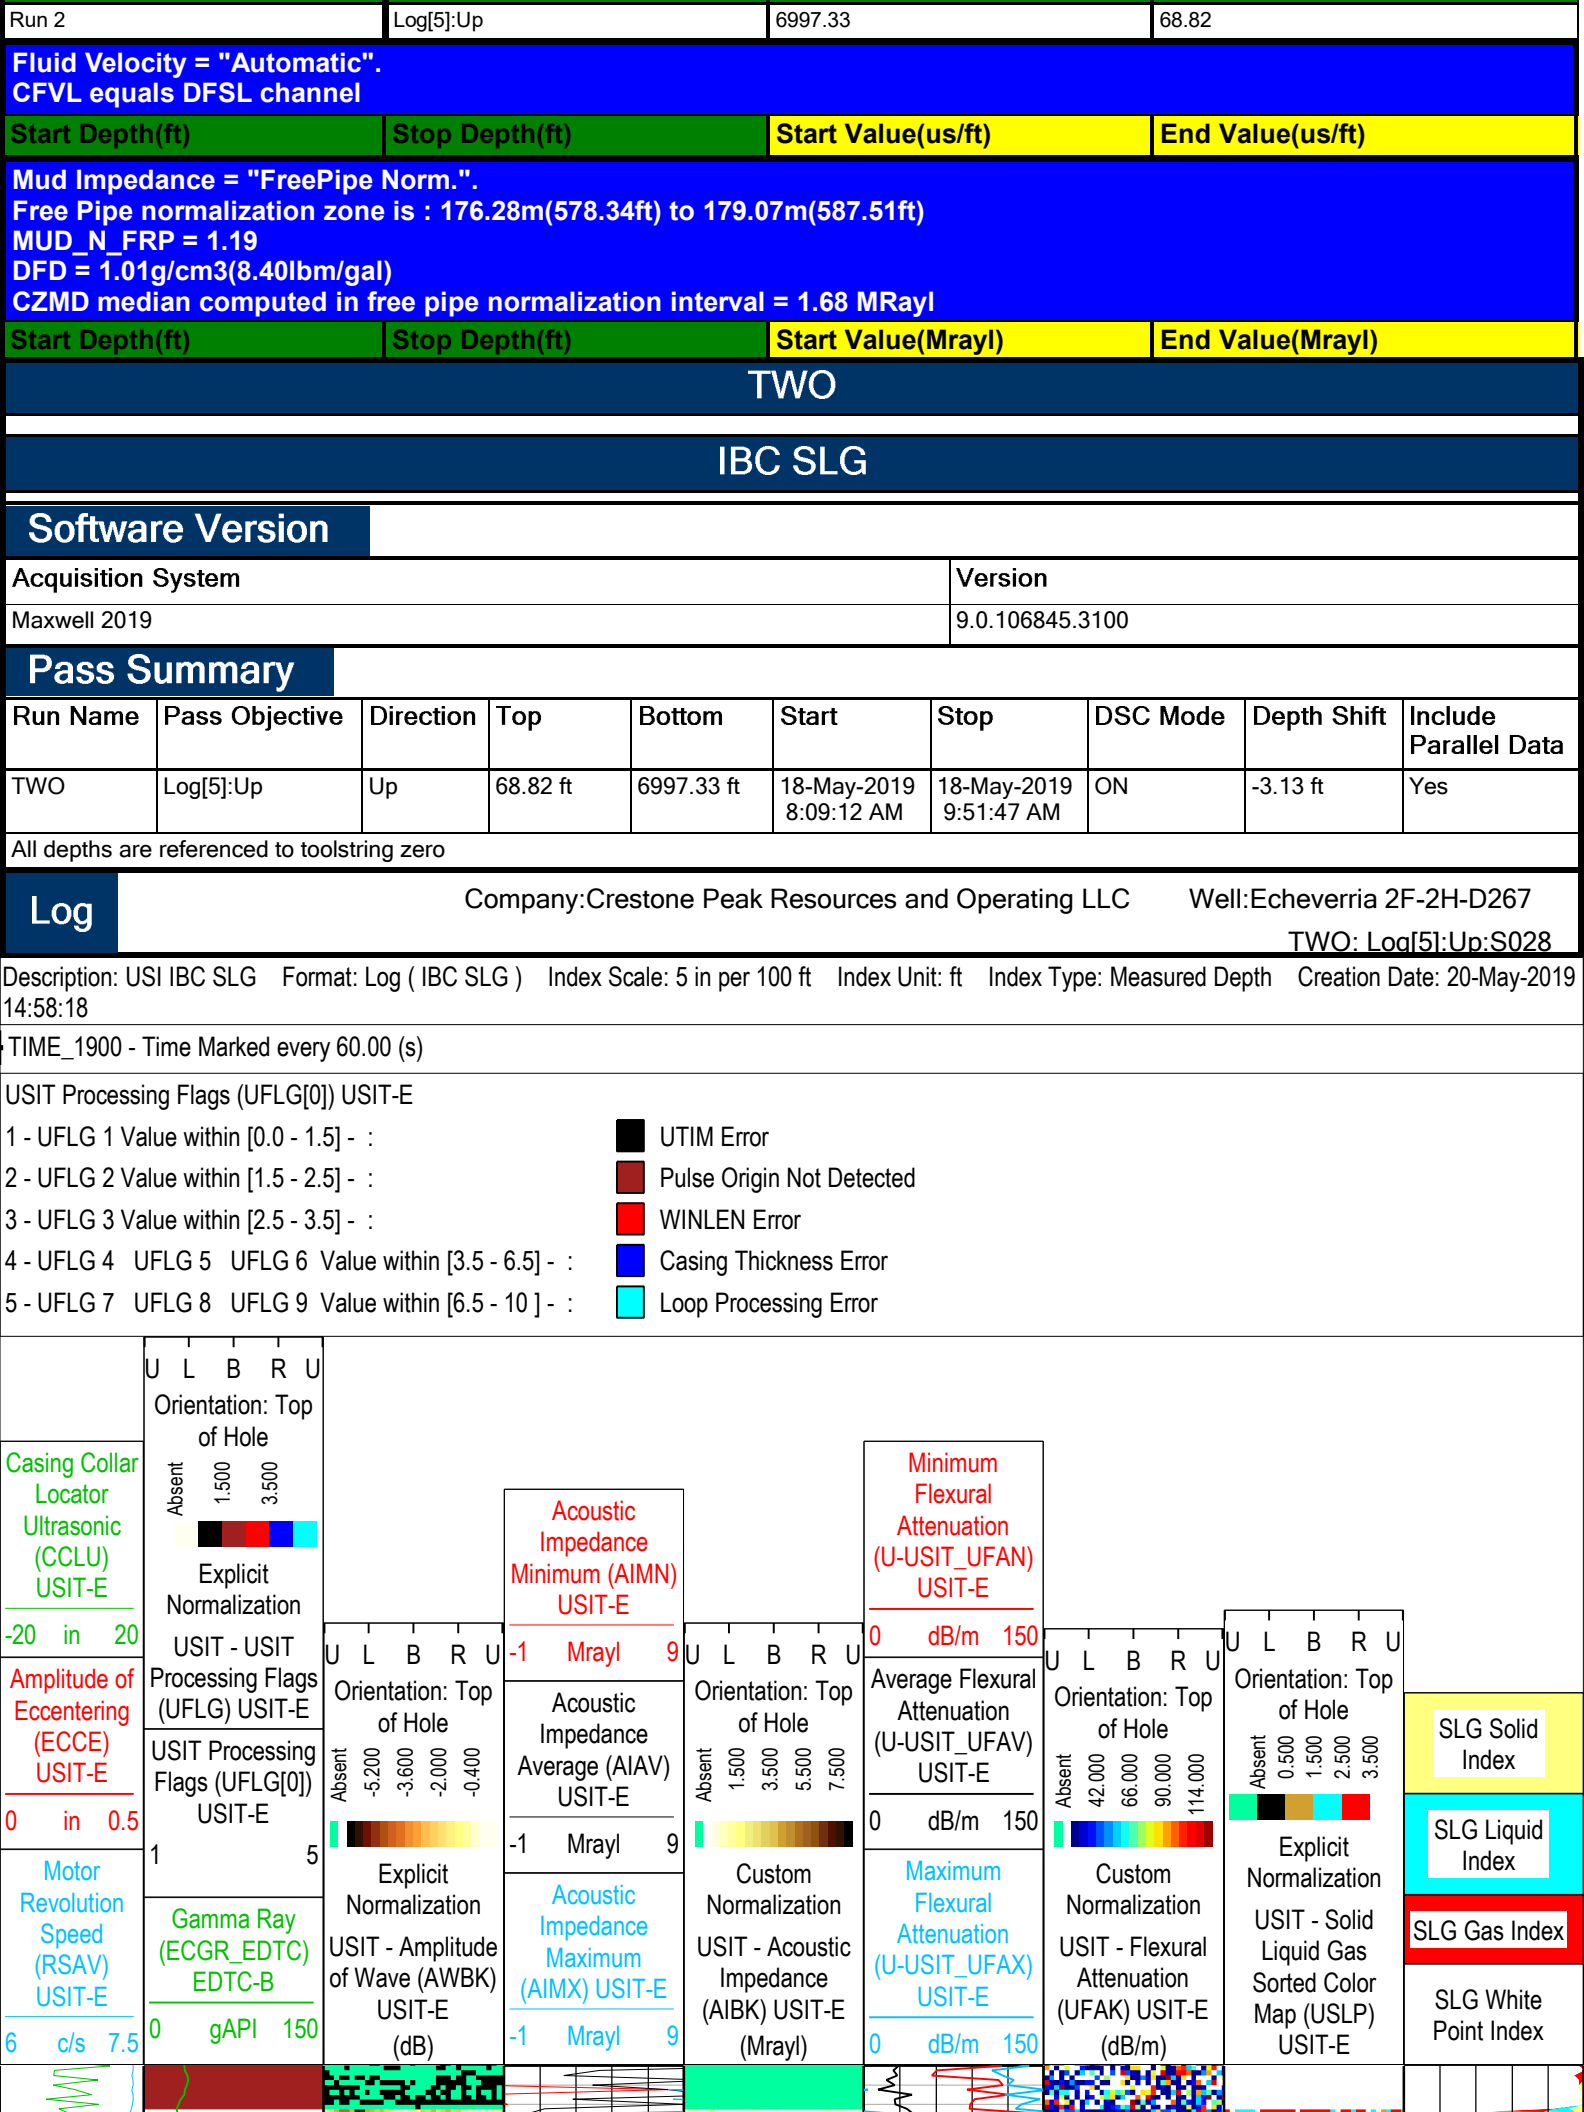 Run 2 Log[5]:Up 6997.33 68.82
Fluid Velocity = "Automatic".
CFVL equals DFSL channel
Start Depth(ft) Stop Depth(ft) Start Value(us/ft) End Value(us/ft)
Mud Impedance = "FreePipe Norm.".
Free Pipe normalization zone is : 176.28m(578.34ft) to 179.07m(587.51ft)
MUD_N_FRP = 1.19
DFD = 1.01g/cm3(8.40lbm/gal)
CZMD median computed in free pipe normalization interval = 1.68 MRayl
Start Depth(ft) Stop Depth(ft) Start Value(Mrayl) End Value(Mrayl)
TWO
IBC SLG
Software Version
Acquisition System Version
Maxwell 2019 9.0.106845.3100
Pass Summary
Run Name Pass Objective Direction Top Bottom Start Stop DSC Mode Depth Shift Include
Parallel Data
TWO Log[5]:Up Up 68.82 ft 6997.33 ft 18-May-2019 18-May-2019 ON -3.13 ft Yes
8:09:12 AM 9:51:47 AM
All depths are referenced to toolstring zero
Log Company:Crestone Peak Resources and Operating LLC Well:Echeverria 2F-2H-D267
TWO: Log[5]:Up:S028
Description: USI IBC SLG Format: Log ( IBC SLG ) Index Scale: 5 in per 100 ft Index Unit: ft Index Type: Measured Depth Creation Date: 20-May-2019
14:58:18
TIME_1900 - Time Marked every 60.00 (s)
USIT Processing Flags (UFLG[0]) USIT-E
1 - UFLG 1 Value within [0.0 - 1.5] - : UTIM Error
2 - UFLG 2 Value within [1.5 - 2.5] - : Pulse Origin Not Detected
3 - UFLG 3 Value within [2.5 - 3.5] - : WINLEN Error
4 - UFLG 4 UFLG 5 UFLG 6 Value within [3.5 - 6.5] - : Casing Thickness Error
5 - UFLG 7 UFLG 8 UFLG 9 Value within [6.5 - 10 ] - : Loop Processing Error
Casing Collar
Locator
Ultrasonic
(CCLU)
USIT-E
-20 in 20
Amplitude of
Eccentering
(ECCE)
USIT-E
0 in 0.5
Motor
Revolution
Speed
(RSAV)
USIT-E
6 c/s 7.5
U L B R U
Orientation: Top
of Hole
Absent 1.500 3.500
Explicit
Normalization
USIT - USIT
Processing Flags
(UFLG) USIT-E
USIT Processing
Flags (UFLG[0])
USIT-E
1 5
Gamma Ray
(ECGR_EDTC)
EDTC-B
0 gAPI 150
U L B R U
Orientation: Top
of Hole
Absent -5.200 -3.600 -2.000 -0.400
Explicit
Normalization
USIT - Amplitude
of Wave (AWBK)
USIT-E
(dB)
Acoustic
Impedance
Minimum (AIMN)
USIT-E
-1 Mrayl 9
Acoustic
Impedance
Average (AIAV)
USIT-E
-1 Mrayl 9
Acoustic
Impedance
Maximum
(AIMX) USIT-E
-1 Mrayl 9
U L B R U
Orientation: Top
of Hole
Absent 1.500 3.500 5.500 7.500
Custom
Normalization
USIT - Acoustic
Impedance
(AIBK) USIT-E
(Mrayl)
Minimum
Flexural
Attenuation
(U-USIT_UFAN)
USIT-E
0 dB/m 150
Average Flexural
Attenuation
(U-USIT_UFAV)
USIT-E
0 dB/m 150
Maximum
Flexural
Attenuation
(U-USIT_UFAX)
USIT-E
0 dB/m 150
U L B R U
Orientation: Top
of Hole
Absent 42.000 66.000 90.000 114.000
Custom
Normalization
USIT - Flexural
Attenuation
(UFAK) USIT-E
(dB/m)
U L B R U
Orientation: Top
of Hole
Absent 0.500 1.500 2.500 3.500
Explicit
Normalization
USIT - Solid
Liquid Gas
Sorted Color
Map (USLP)
USIT-E
SLG Solid
Index
SLG Liquid
Index
SLG Gas Index
SLG White
Point Index